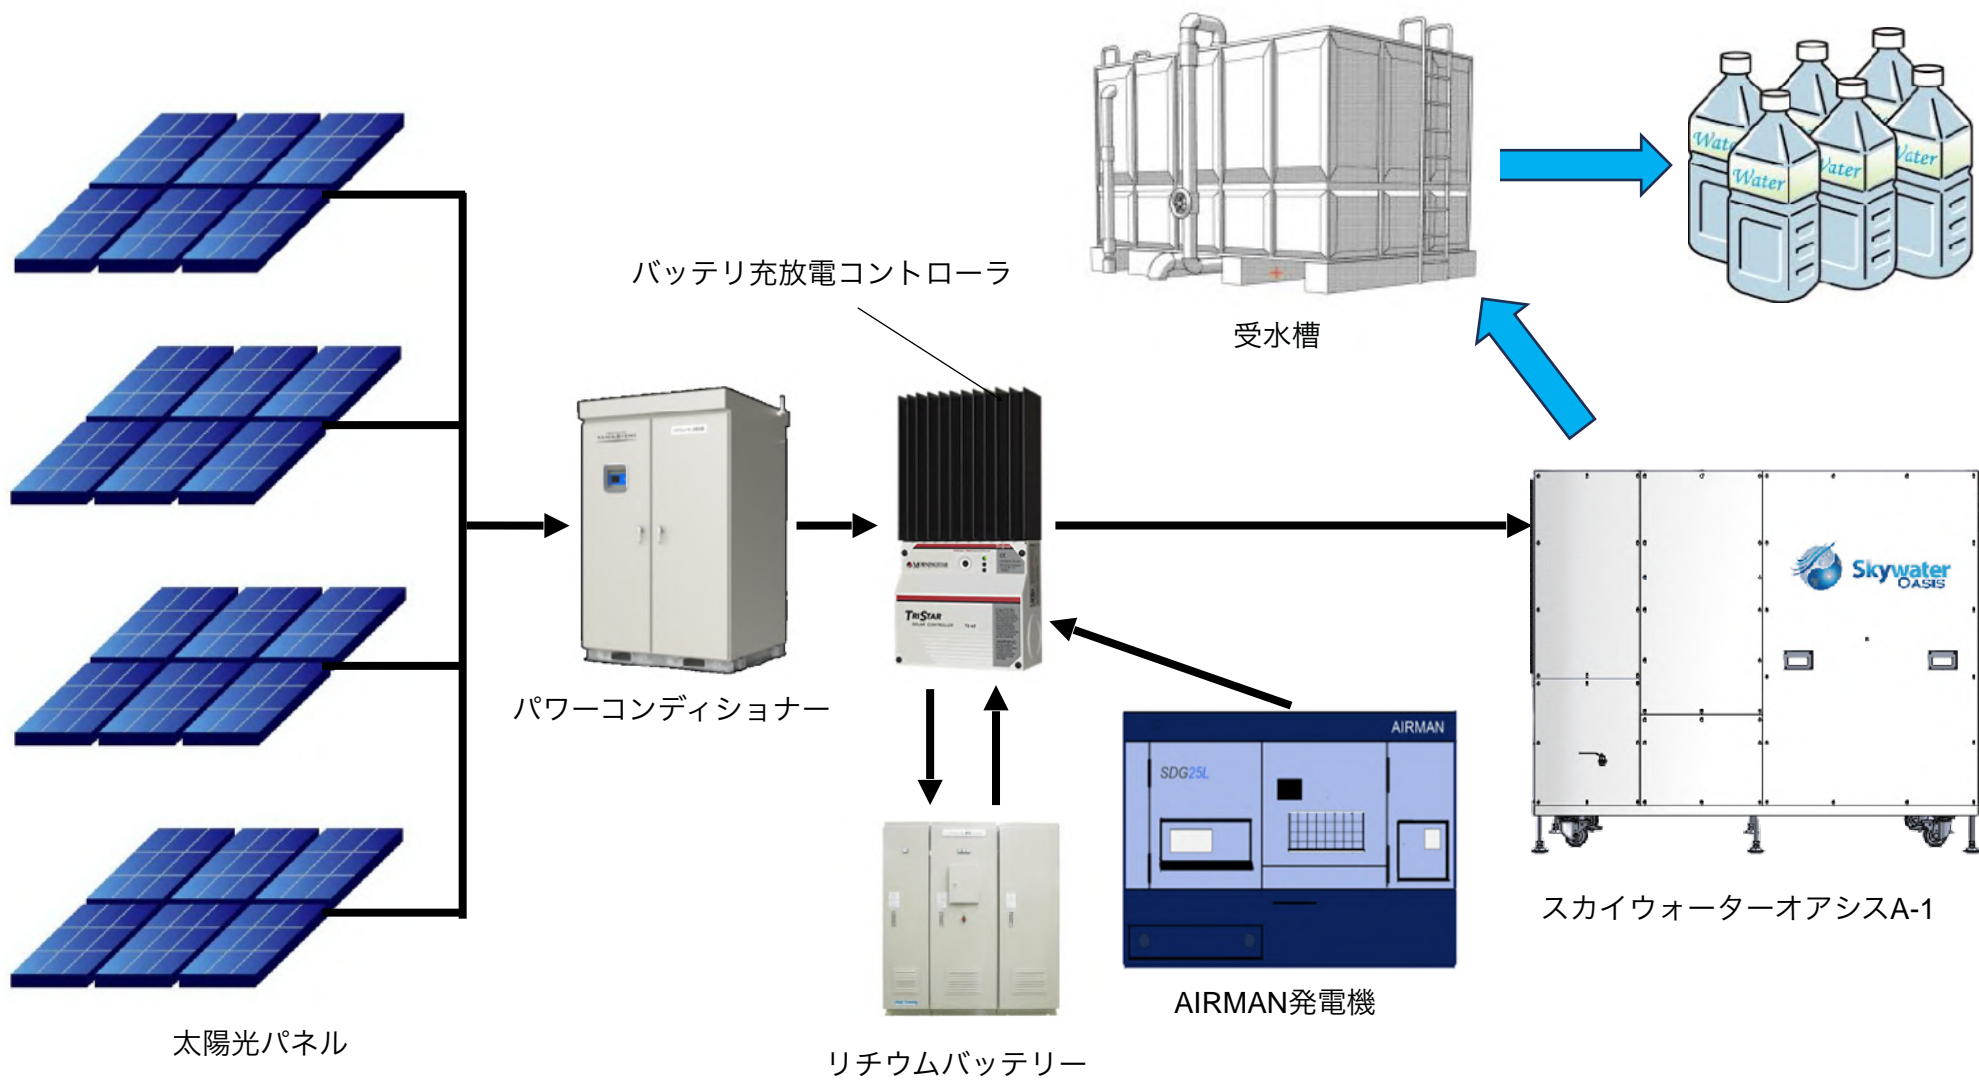 Water
Water
Water
Water
バッテリ充放電コントローラ
受水槽
MORNINGSTAR
TRISTAR
SOLAR CONTROLLER
Skywater
OASIS
パワーコンディショナー
AIRMAN
SDG25L
スカイウォーターオアシスA-1
AIRMAN発電機
太陽光パネル
リチウムバッテリー